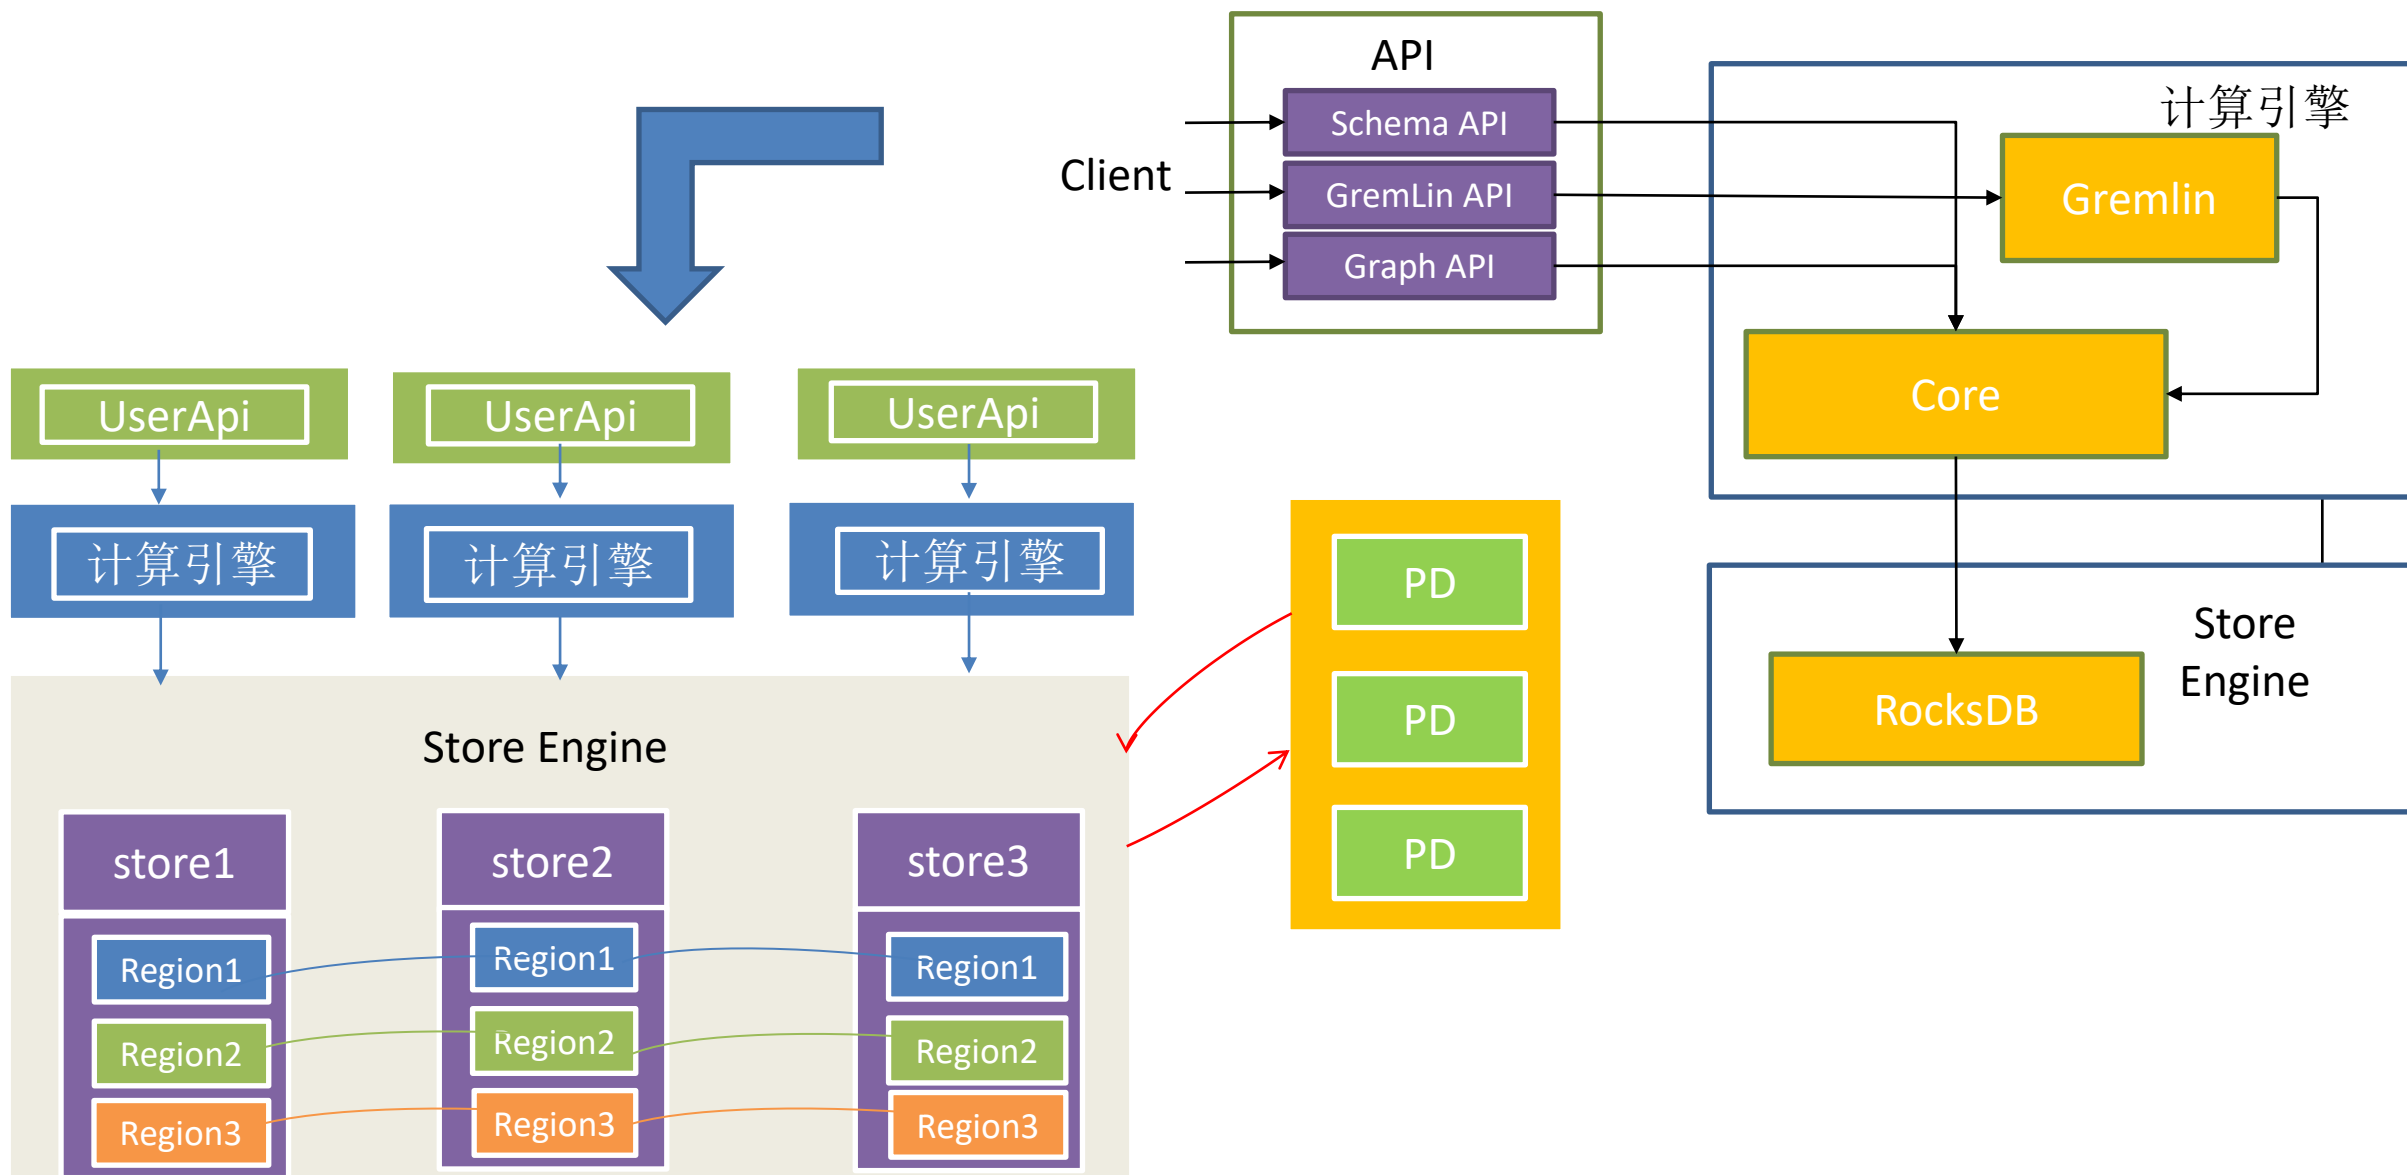 API
Schema API
GremLin API
Graph API
Client
计算引擎
Gremlin
Core
Store
Engine
RocksDB
UserApi
UserApi
UserApi
计算引擎
计算引擎
计算引擎
PD
PD
PD
Store Engine
store1
store2
store3
Region1
Region1
Region1
Region2
Region2
Region2
Region3
Region3
Region3